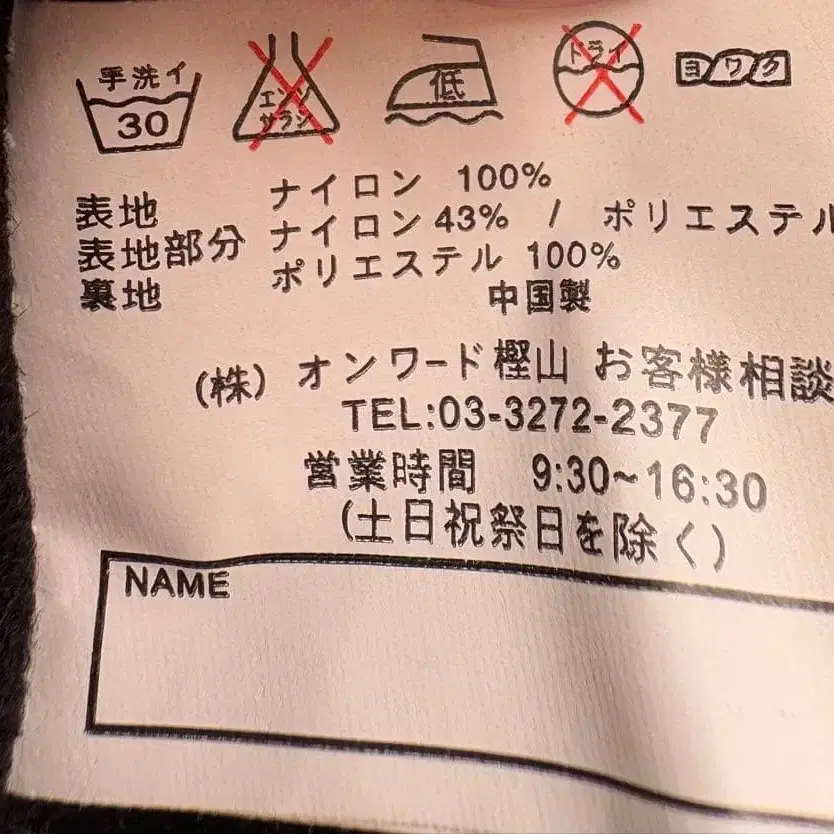 手洗イ
30
エンソ
サラシ
低
ドライ
ヨワク
表地 ナイロン 100%
表地部分 ナイロン 43% / ポリエステル
裏地 ポリエステル 100%
中国製
(株) オンワード樫山 お客様相談
TEL:03-3272-2377
営業時間 9:30~16:30
(土日祝祭日を除く)
NAME